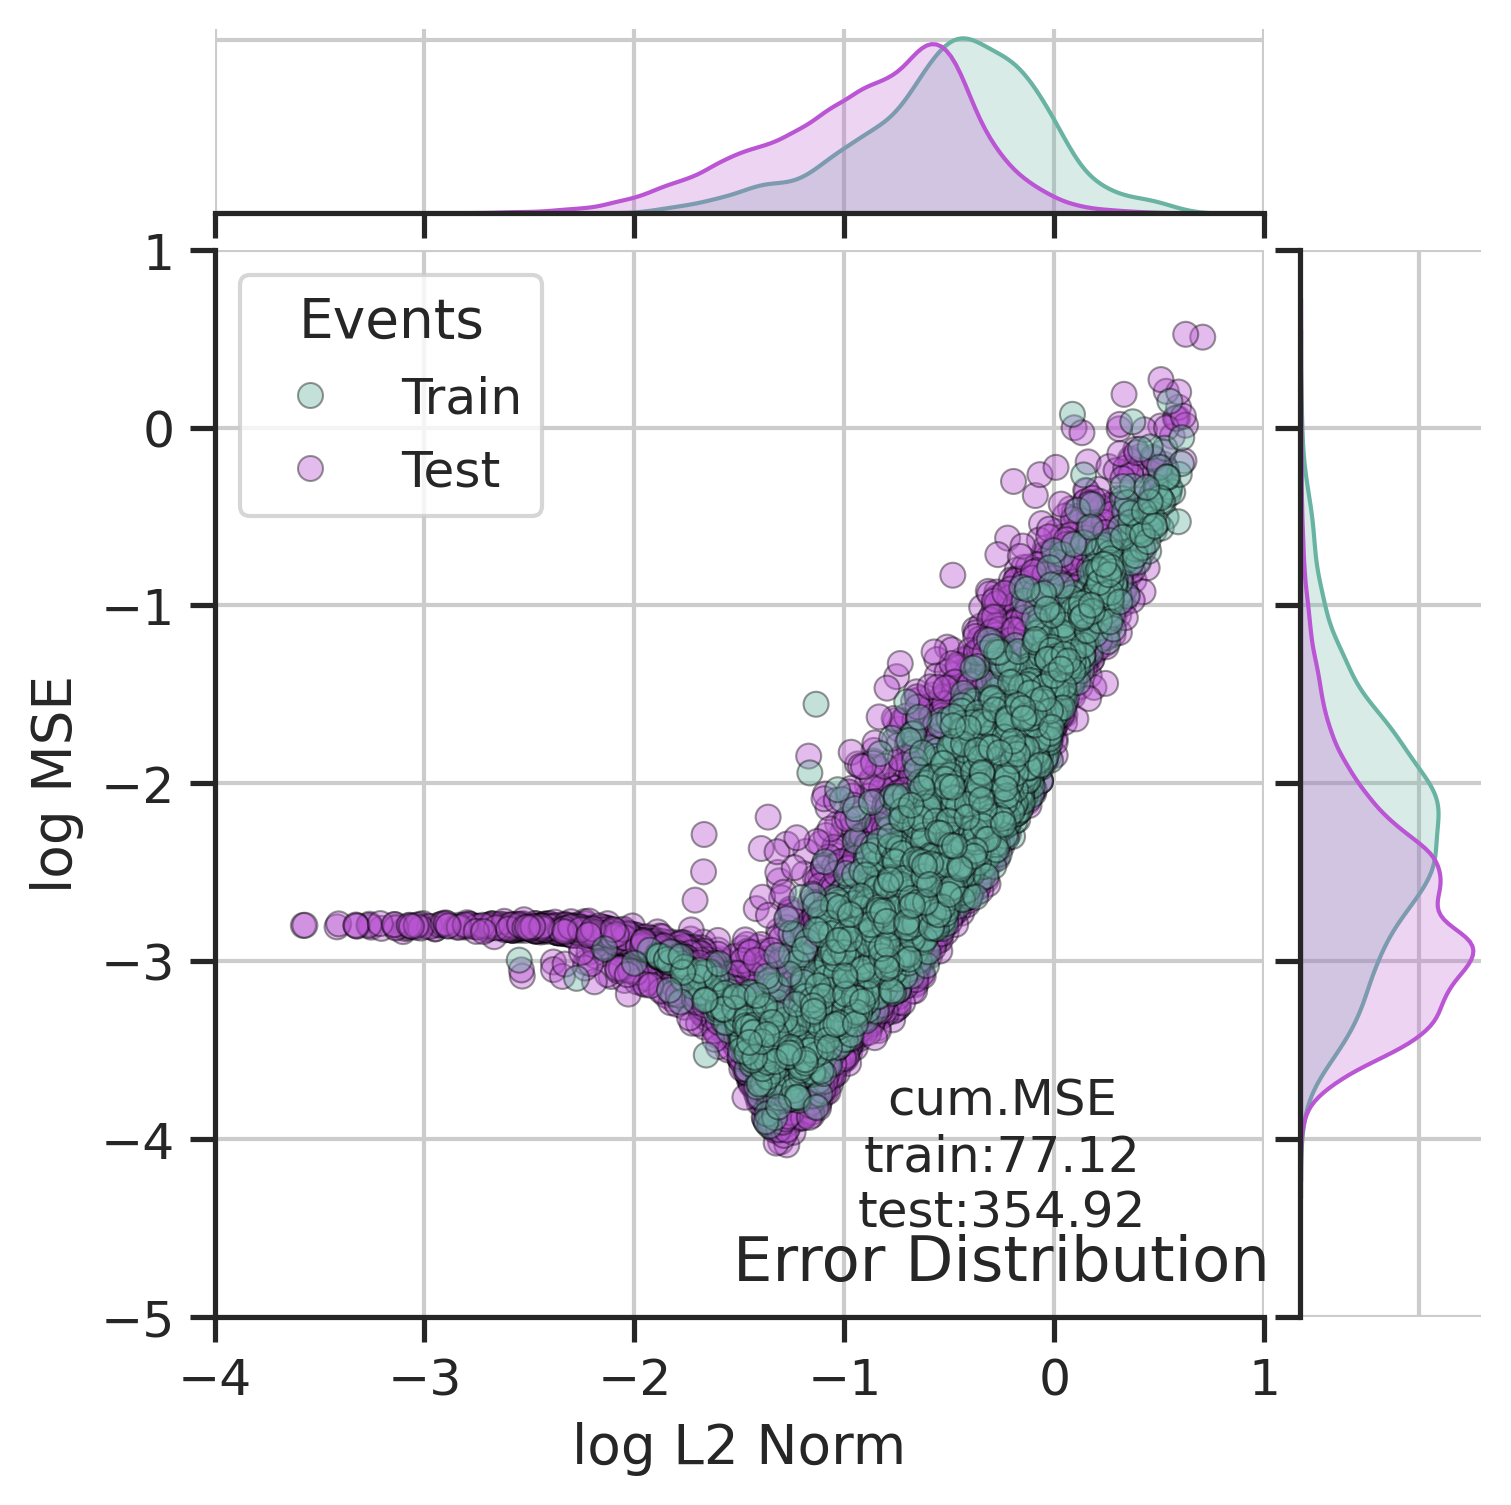 1
0
−1
−2
−3
−4
−5
log MSE
Events
Train
Test
cum.MSE
train:77.12
test:354.92
Error Distribution
−4 −3 −2 −1 0 1
log L2 Norm